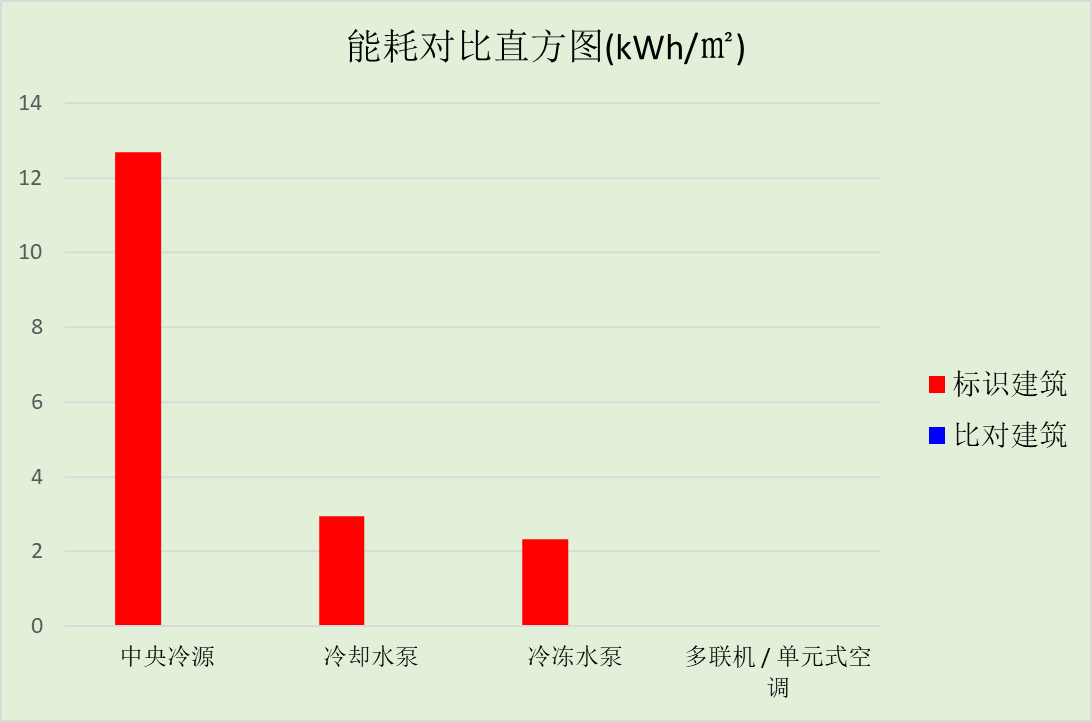 能耗对比直方图(kWh/㎡)
14
12
10
8
6
4
2
0
中央冷源
冷却水泵
冷冻水泵
多联机 / 单元式空
调
标识建筑
比对建筑